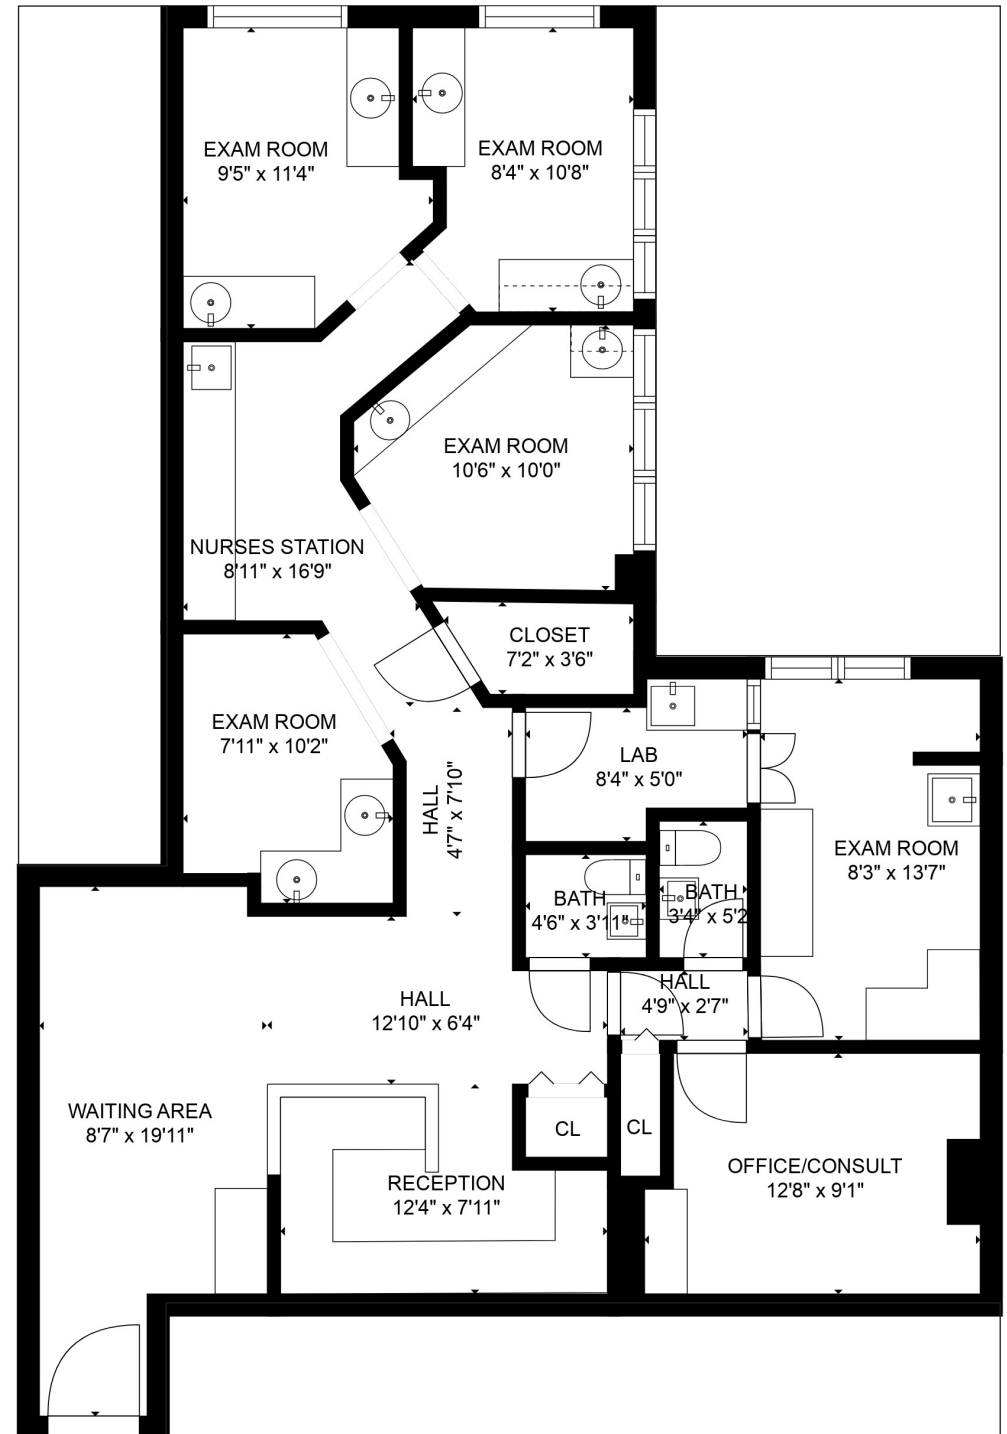 EXAM ROOM
9'5" x 11'4"
EXAM ROOM
8'4" x 10'8"
EXAM ROOM
10'6" x 10'0"
NURSES STATION
8'11" x 16'9"
CLOSET
7'2" x 3'6"
EXAM ROOM
7'11" x 10'2"
HALL
4'7" x 7'10"
LAB
8'4" x 5'0"
EXAM ROOM
8'3" x 13'7"
BATH
4'6" x 3'11"
BATH
3'4" x 5'2
HALL
4'9" x 2'7"
HALL
12'10" x 6'4"
WAITING AREA
8'7" x 19'11"
CL
CL
RECEPTION
12'4" x 7'11"
OFFICE/CONSULT
12'8" x 9'1"